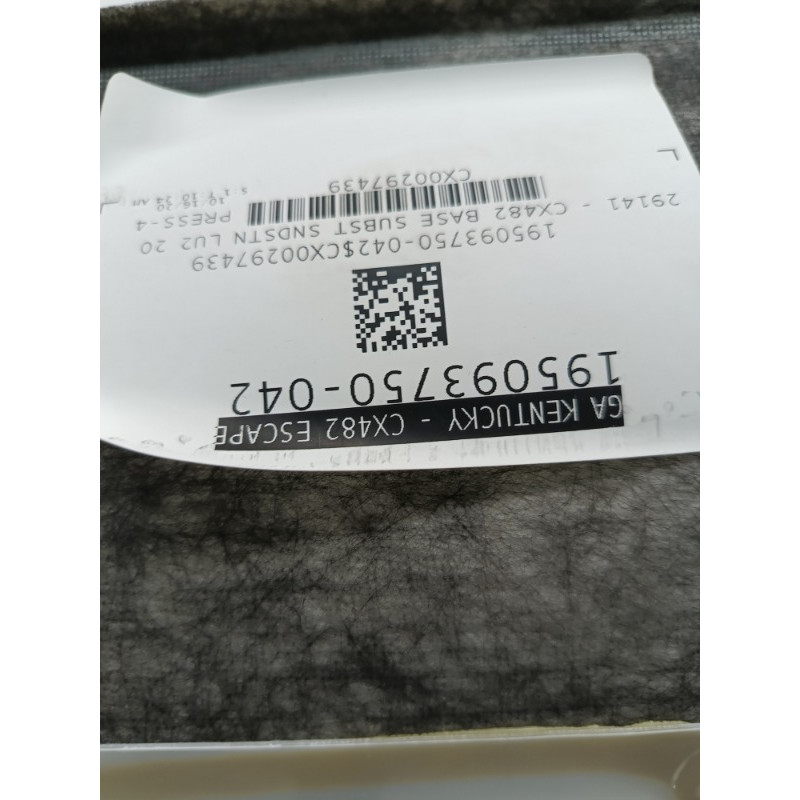 GA KENTUCKY - CX482 ESCAPE
195093750-042
195093750-042$CX00297439
29141 - CX482 BASE SUBST SNDSTN LU2 20
PRESS-4
CX00297439
L